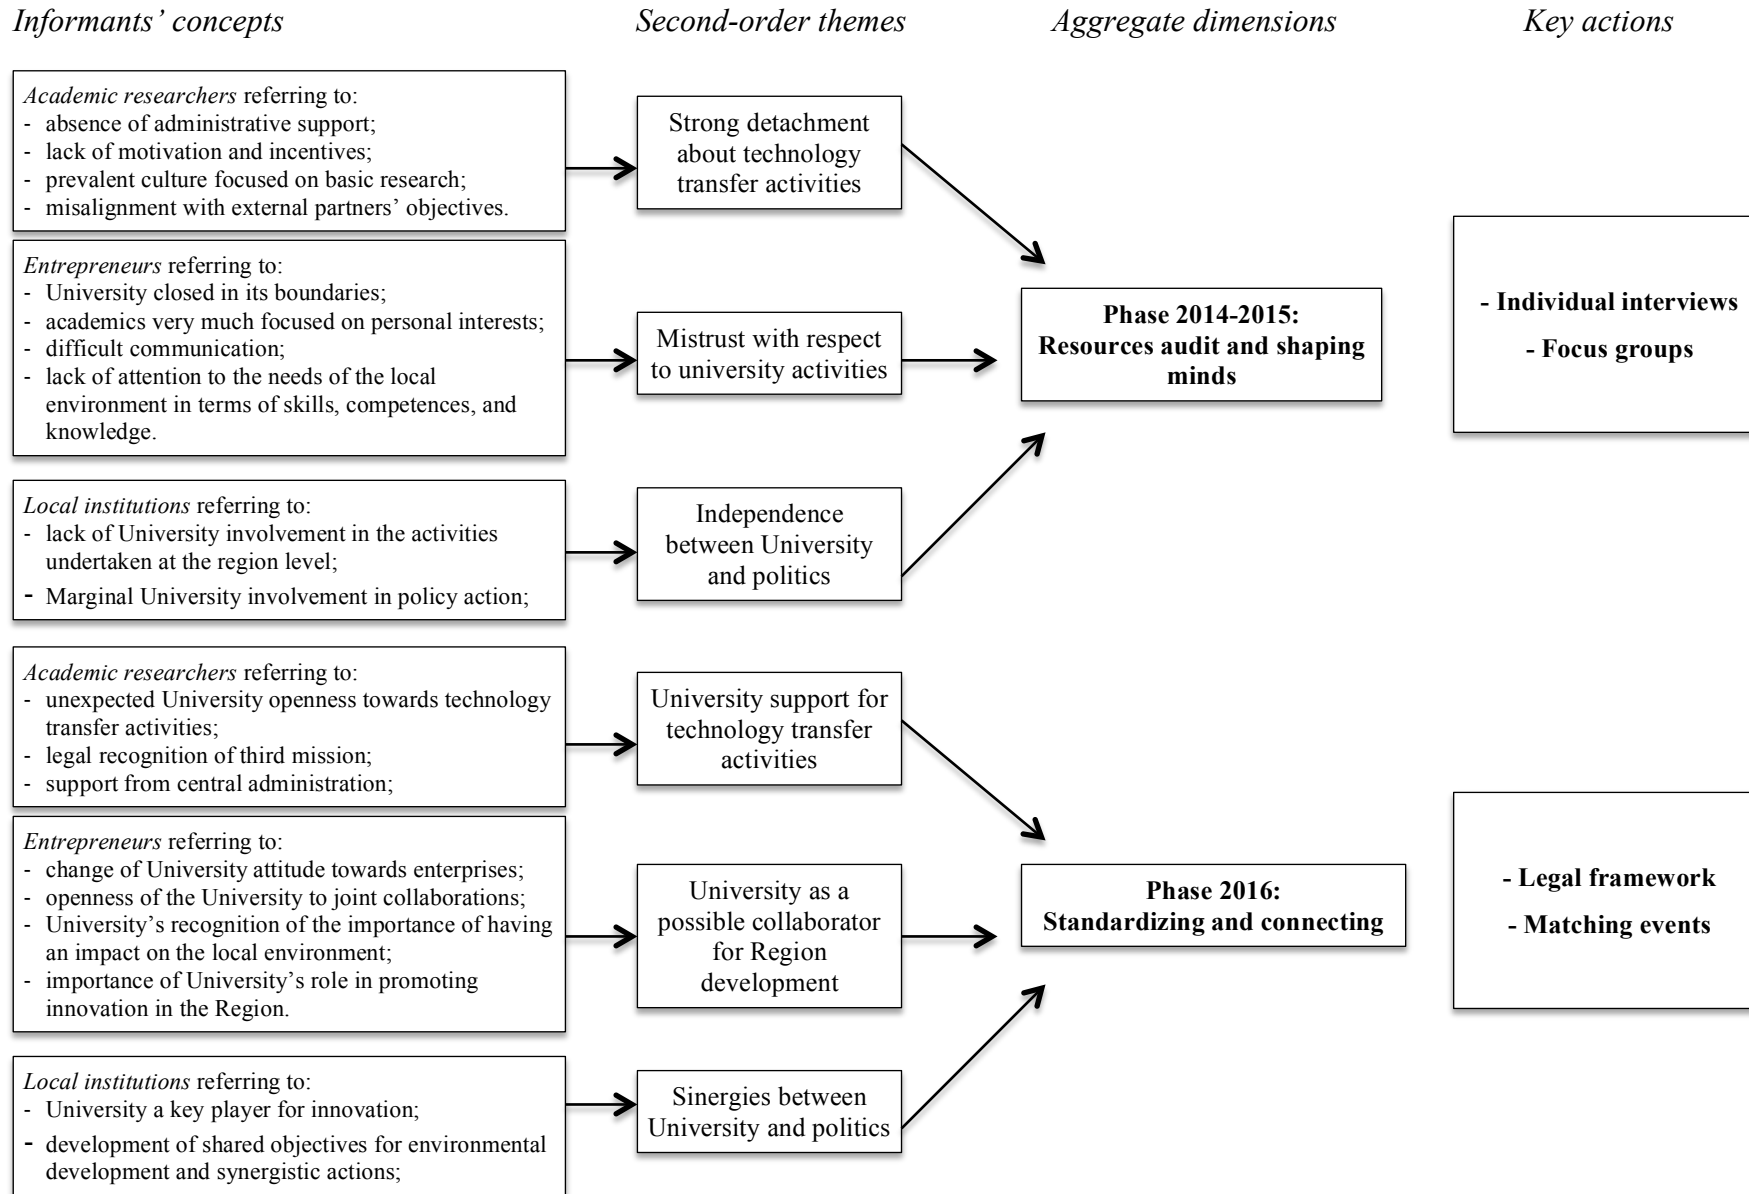 Informants’ concepts
Second-order themes
Aggregate dimensions
Key actions
Academic researchers referring to:
- absence of administrative support;
- lack of motivation and incentives;
- prevalent culture focused on basic research;
- misalignment with external partners’ objectives.
Strong detachment
about technology
transfer activities
Entrepreneurs referring to:
- University closed in its boundaries;
- academics very much focused on personal interests;
- difficult communication;
- lack of attention to the needs of the local
environment in terms of skills, competences, and
knowledge.
Mistrust with respect
to university activities
Local institutions referring to:
- lack of University involvement in the activities
undertaken at the region level;
- Marginal University involvement in policy action;
Independence
between University
and politics
Phase 2014-2015:
Resources audit and shaping
minds
- Individual interviews
- Focus groups
Academic researchers referring to:
- unexpected University openness towards technology
transfer activities;
- legal recognition of third mission;
- support from central administration;
University support for
technology transfer
activities
Entrepreneurs referring to:
- change of University attitude towards enterprises;
- openness of the University to joint collaborations;
- University’s recognition of the importance of having
an impact on the local environment;
- importance of University’s role in promoting
innovation in the Region.
University as a
possible collaborator
for Region
development
Local institutions referring to:
- University a key player for innovation;
- development of shared objectives for environmental
development and synergistic actions;
Sinergies between
University and politics
Phase 2016:
Standardizing and connecting
- Legal framework
- Matching events